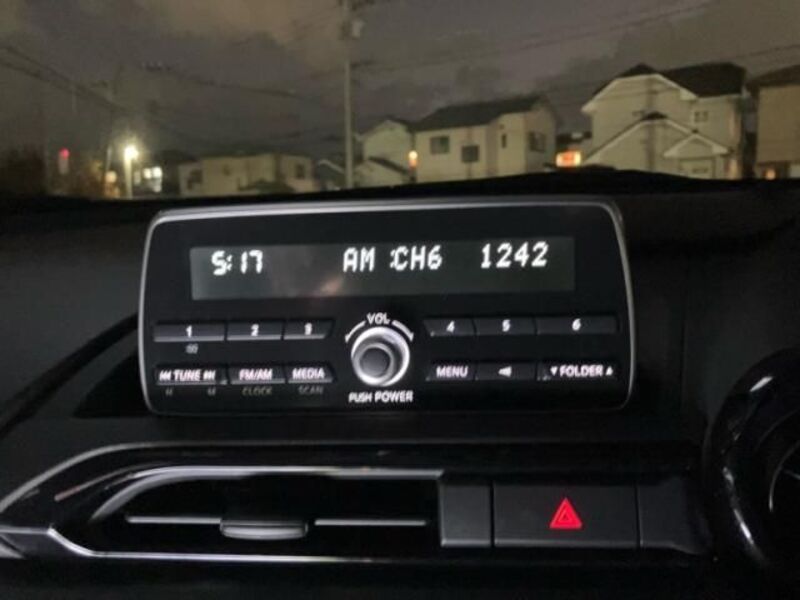 5:17 AM :CH6 1242
VOL
1 2 3 4 5 6
TUNE FM/AM MEDIA MENU FOLDER
CLOCK SCAN
PUSH POWER